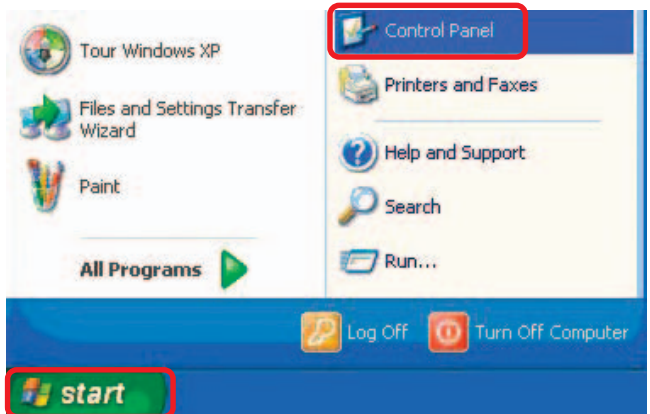 Tour Windows XP
Files and Settings Transfer
Wizard
Paint
All Programs
Control Panel
Printers and Faxes
Help and Support
Search
Run...
Log Off
Turn Off Computer
start